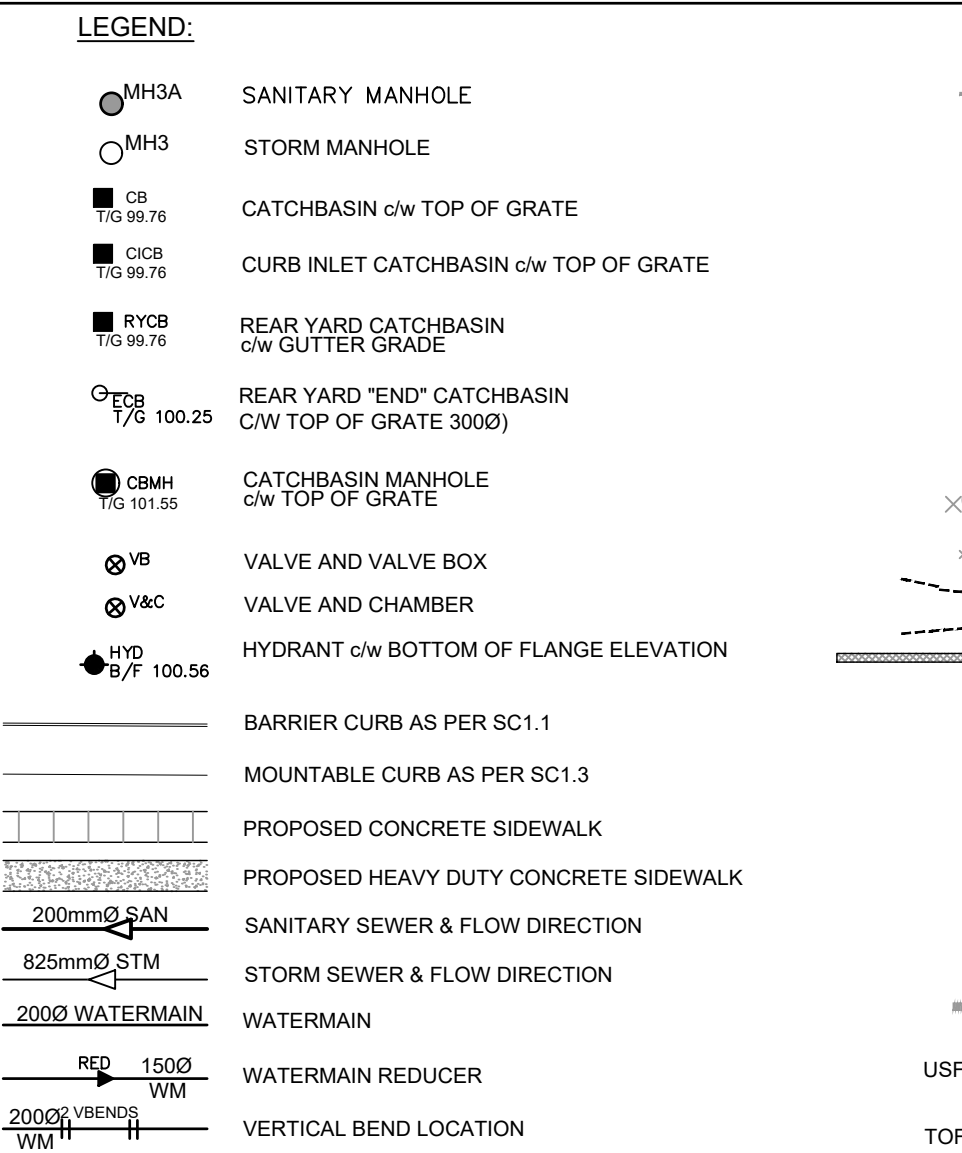 LEGEND:
MH3A SANITARY MANHOLE
MH3 STORM MANHOLE
CB
T/G 99.76
CATCHBASIN c/w TOP OF GRATE
CICB
T/G 99.76
CURB INLET CATCHBASIN c/w TOP OF GRATE
RYCB
T/G 99.76
REAR YARD CATCHBASIN
c/w GUTTER GRADE
ECB
T/G 100.25
REAR YARD "END" CATCHBASIN
C/W TOP OF GRATE 300Ø)
CBMH
T/G 101.55
CATCHBASIN MANHOLE
c/w TOP OF GRATE
VB VALVE AND VALVE BOX
V&C VALVE AND CHAMBER
HYD
B/F 100.56
HYDRANT c/w BOTTOM OF FLANGE ELEVATION
BARRIER CURB AS PER SC1.1
MOUNTABLE CURB AS PER SC1.3
PROPOSED CONCRETE SIDEWALK
PROPOSED HEAVY DUTY CONCRETE SIDEWALK
200mmØ SAN SANITARY SEWER & FLOW DIRECTION
825mmØ STM STORM SEWER & FLOW DIRECTION
200Ø WATERMAIN WATERMAIN
RED 150Ø
WM
WATERMAIN REDUCER
USF
200Ø 2 VBENDS
WM
VERTICAL BEND LOCATION